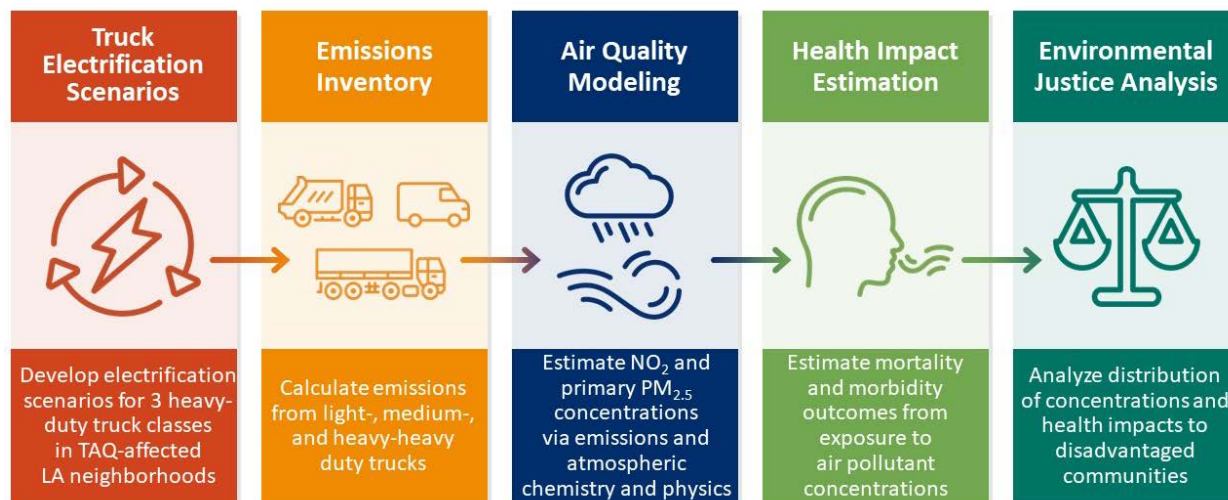 Truck
Electrification
Scenarios
Develop electrification
scenarios for 3 heavy-
duty truck classes
in TAQ-affected
LA neighborhoods
Emissions
Inventory
Calculate emissions
from light-, medium-,
and heavy-heavy
duty trucks
Air Quality
Modeling
Estimate NO₂ and
primary PM₂.₅
concentrations
via emissions and
atmospheric
chemistry and physics
Health Impact
Estimation
Estimate mortality
and morbidity
outcomes from
exposure to
air pollutant
concentrations
Environmental
Justice Analysis
Analyze distribution
of concentrations and
health impacts to
disadvantaged
communities